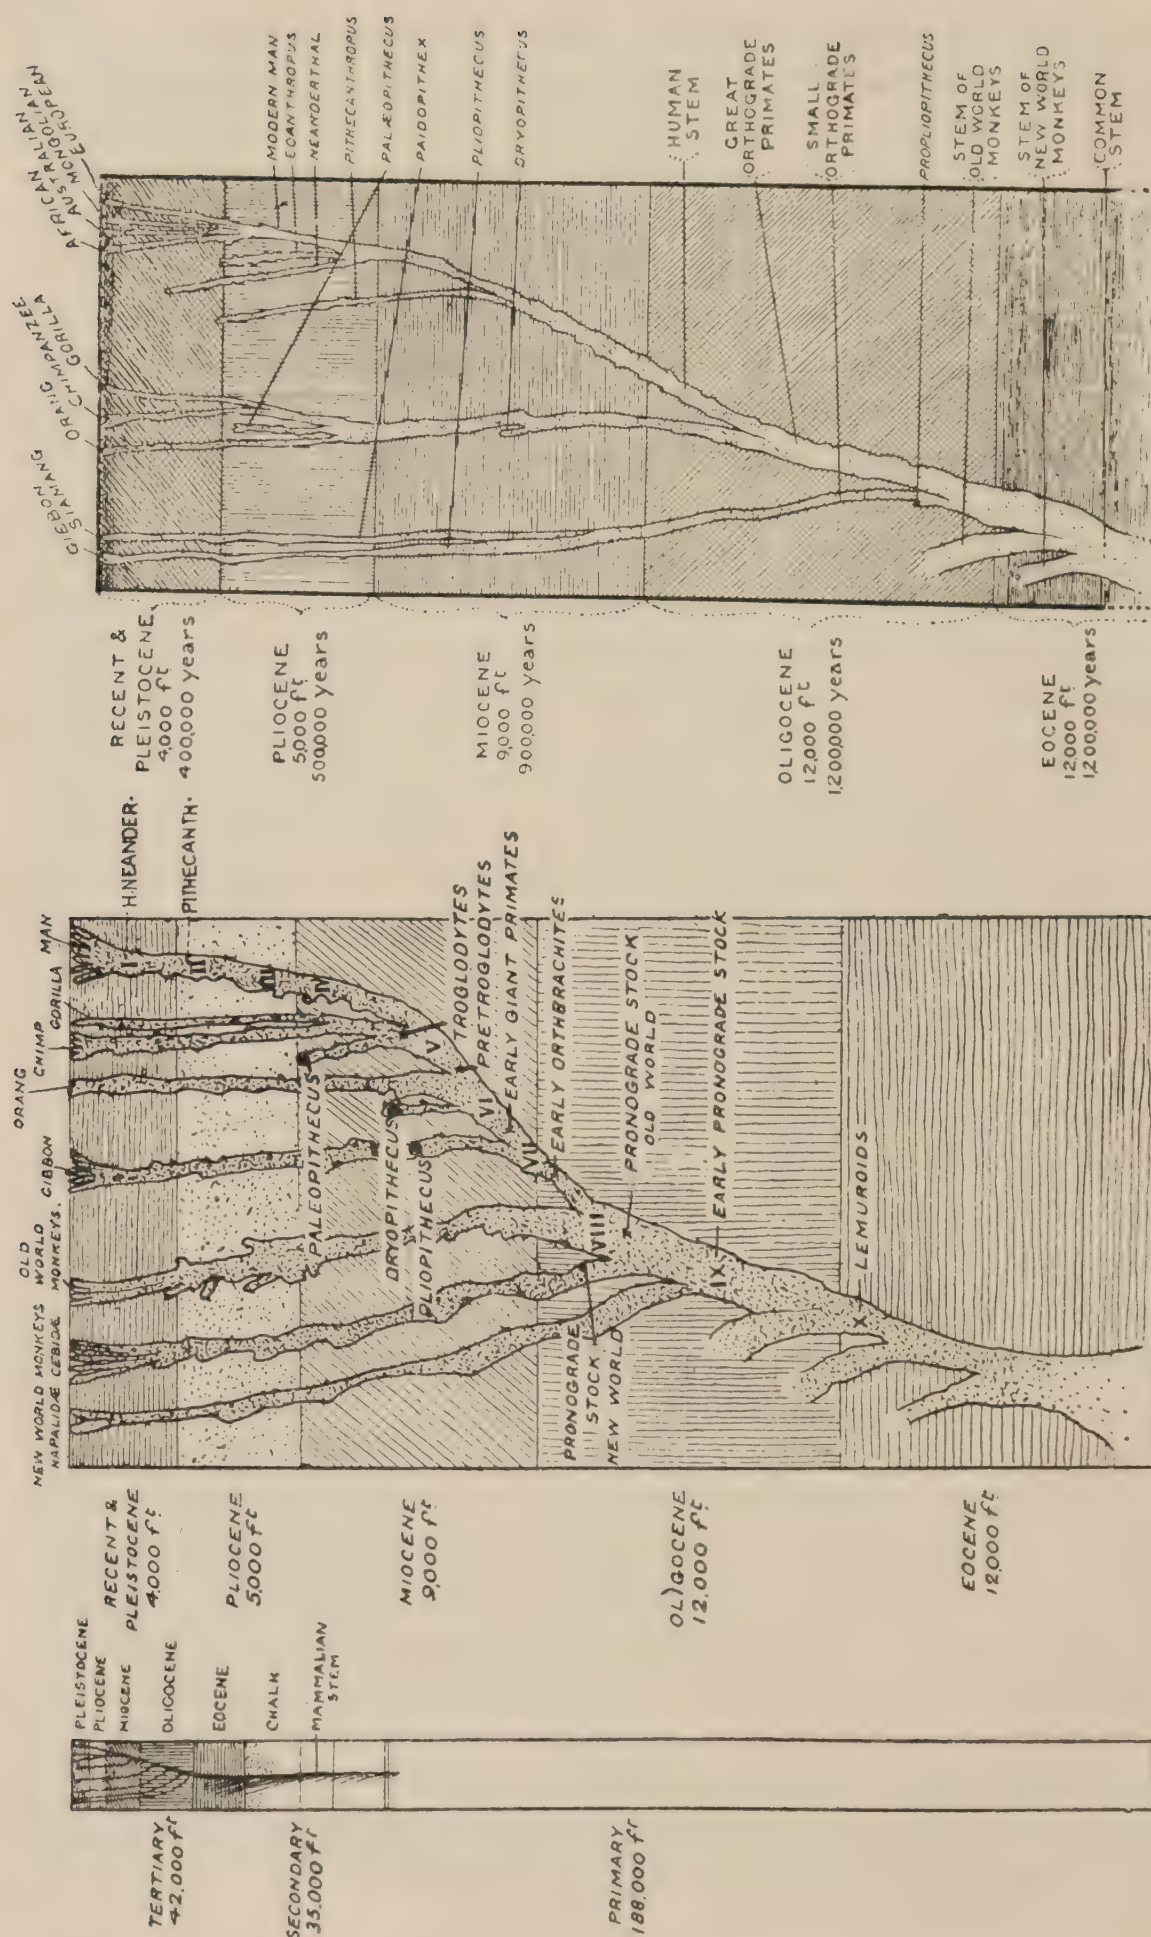 PLEISTOCENE
PLIOCENE
MIOCENE
OLIGOCENE
EOCENE
CHALK
MAMMALIAN
STEM
TERTIARY
42,000 ft
SECONDARY
35,000 ft
PRIMARY
188,000 ft
NEW WORLD MONKEYS
HAPALIDÆ CEBIDÆ
OLD
WORLD
MONKEYS.
GIBBON
ORANG
CHIMP
GORILLA
MAN
H.NEANDER.
PITHECANTH.
I
II
III
IV
V
VI
VII
VIII
IX
X
TROGLODYTES
PRETROGLODYTES
EARLY GIANT PRIMATES
EARLY ORTHBRACHITES
PALEOPITHECUS
DRYOPITHECUS
PLIOPITHECUS
PRONOGRADE STOCK
OLD WORLD
EARLY PRONOGRADE STOCK
PRONOGRADE
STOCK
NEW WORLD
LEMUROIDS
RECENT &
PLEISTOCENE
4,000 ft
PLIOCENE
5,000 ft
MIOCENE
9,000 ft
OLIGOCENE
12,000 ft
EOCENE
12,000 ft
GIBBON
SIAMANG
ORANG
CHIMPANZEE
GORILLA
AFRICAN
AUSTRALIAN
MONGOLIAN
EUROPEAN
MODERN MAN
EOANTHROPUS
NEANDERTHAL
PITHECANTHROPUS
PALÆOPITHECUS
PAIDOPITHEX
PLIOPITHECUS
DRYOPITHECUS
HUMAN
STEM
GREAT
ORTHOGRADE
PRIMATES
SMALL
ORTHOGRADE
PRIMATES
PROPLIOPITHECUS
STEM OF
OLD WORLD
MONKEYS
STEM OF
NEW WORLD
MONKEYS
COMMON
STEM
RECENT &
PLEISTOCENE
4,000 ft
400,000 years
PLIOCENE
5,000 ft
500,000 years
MIOCENE
9,000 ft
900,000 years
OLIGOCENE
12,000 ft
1,200,000 years
EOCENE
12,000 ft
1,200,000 years